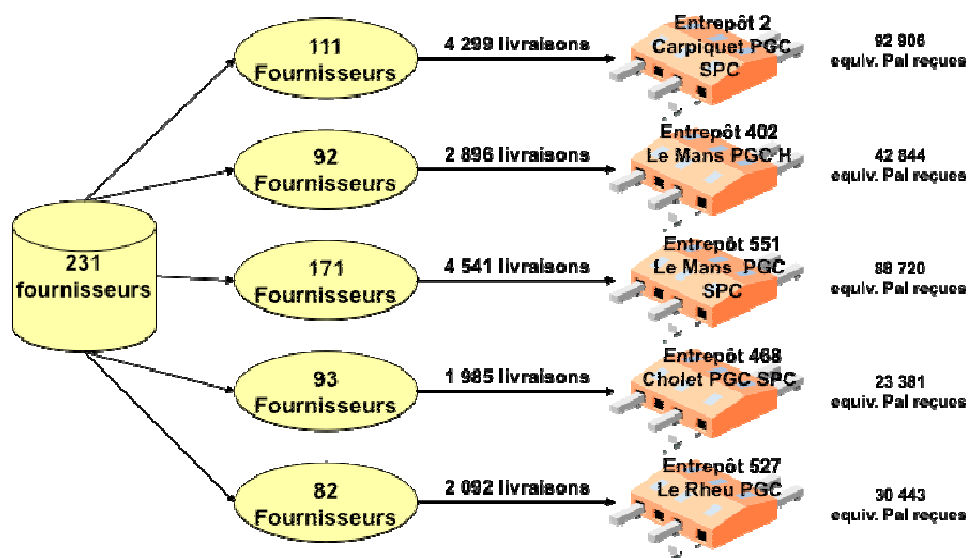 111
Fournisseurs
4 299 livraisons
Entrepôt 2
Carpiquet PGC
SPC
92 906
equiv. Pal reçues
92
Fournisseurs
2 896 livraisons
Entrepôt 402
Le Mans PGC H
42 844
equiv. Pal reçues
231
fournisseurs
171
Fournisseurs
4 541 livraisons
Entrepôt 551
Le Mans PGC
SPC
88 720
equiv. Pal reçues
93
Fournisseurs
1 985 livraisons
Entrepôt 468
Cholet PGC SPC
23 381
equiv. Pal reçues
82
Fournisseurs
2 092 livraisons
Entrepôt 527
Le Rheu PGC
30 443
equiv. Pal reçues